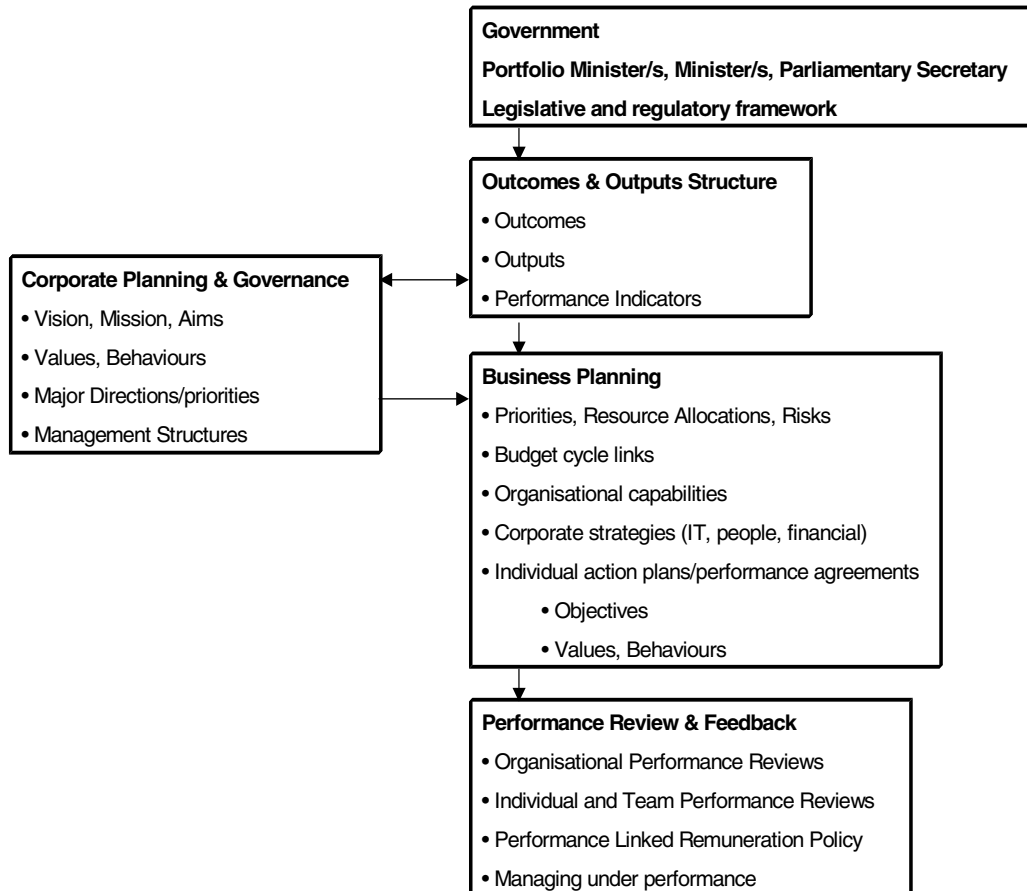 Government
Portfolio Minister/s, Minister/s, Parliamentary Secretary
Legislative and regulatory framework
Outcomes & Outputs Structure
• Outcomes
• Outputs
• Performance Indicators
Corporate Planning & Governance
• Vision, Mission, Aims
• Values, Behaviours
• Major Directions/priorities
• Management Structures
Business Planning
• Priorities, Resource Allocations, Risks
• Budget cycle links
• Organisational capabilities
• Corporate strategies (IT, people, financial)
• Individual action plans/performance agreements
• Objectives
• Values, Behaviours
Performance Review & Feedback
• Organisational Performance Reviews
• Individual and Team Performance Reviews
• Performance Linked Remuneration Policy
• Managing under performance